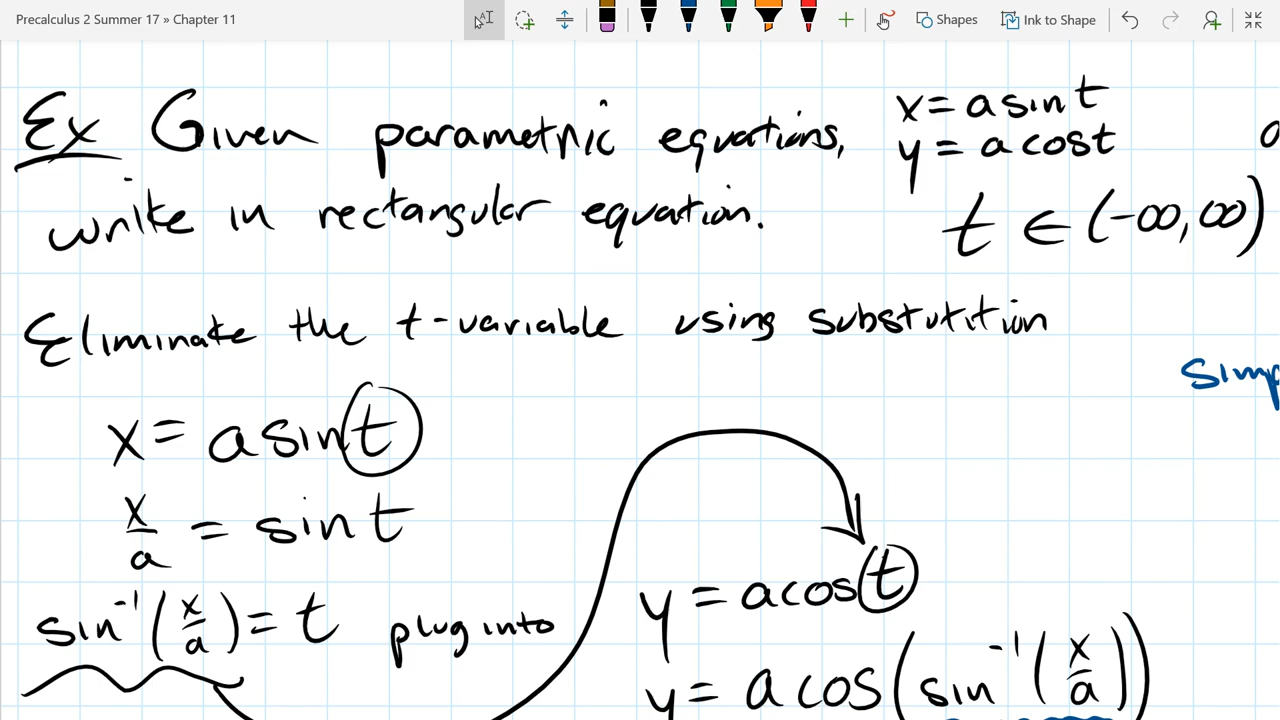 Precalculus 2 Summer 17 » Chapter 11
Shapes
Ink to Shape
Ex Given parametric equations, x = a sin t
y = a cos t
write in rectangular equation. t ∈ (-∞, ∞)
Eliminate the t-variable using substutition
x = a sin t
x/a = sin t
sin⁻¹(x/a) = t plug into
y = a cos t
y = a cos(sin⁻¹(x/a))